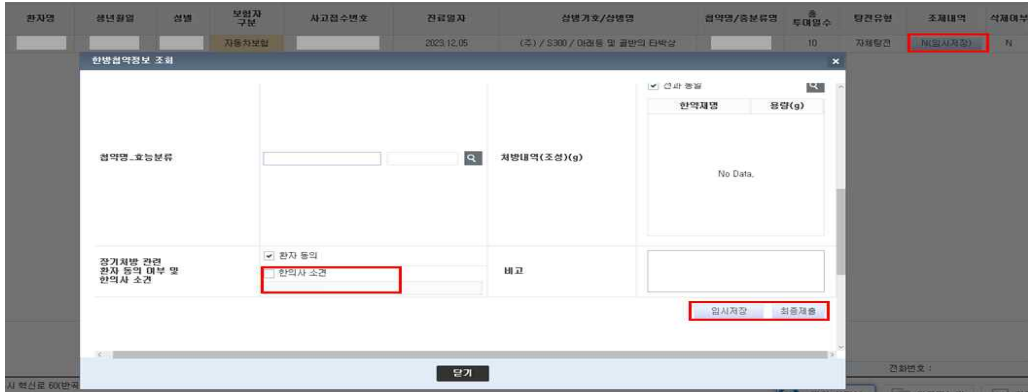 환자명 생년월일 성별 보험자 구분 사고접수번호 진료일자 상병기호/상병명 첩약명/중분류명 총 투여일수 탕전유형 조제내역 삭제여부
자동차보험 2023.12.05 (주) / S300 / 아래등 및 골반의 타박상 10 자체탕전 N(임시저장) N
한방첩약정보 조회 ×
한약재명 용량(g)
첩약명_효능분류 처방내역(조성)(g)
No Data.
장기처방 관련
환자 동의 여부 및
한의사 소견
환자 동의
한의사 소견
비고
임시저장 최종제출
닫기
전화번호 :